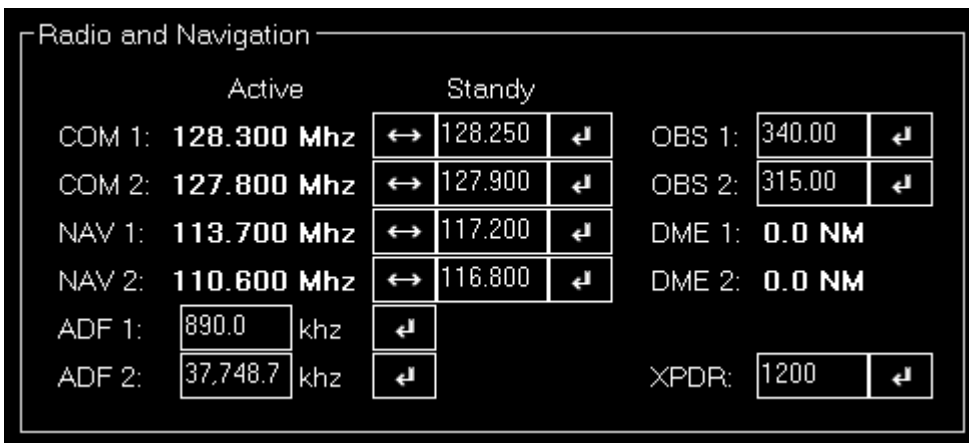 Radio and Navigation
Active Standy
COM 1: 128.300 Mhz ↔ 128.250 ↲ OBS 1: 340.00 ↲
COM 2: 127.800 Mhz ↔ 127.900 ↲ OBS 2: 315.00 ↲
NAV 1: 113.700 Mhz ↔ 117.200 ↲ DME 1: 0.0 NM
NAV 2: 110.600 Mhz ↔ 116.800 ↲ DME 2: 0.0 NM
ADF 1: 890.0 khz ↲
ADF 2: 37,748.7 khz ↲ XPDR: 1200 ↲